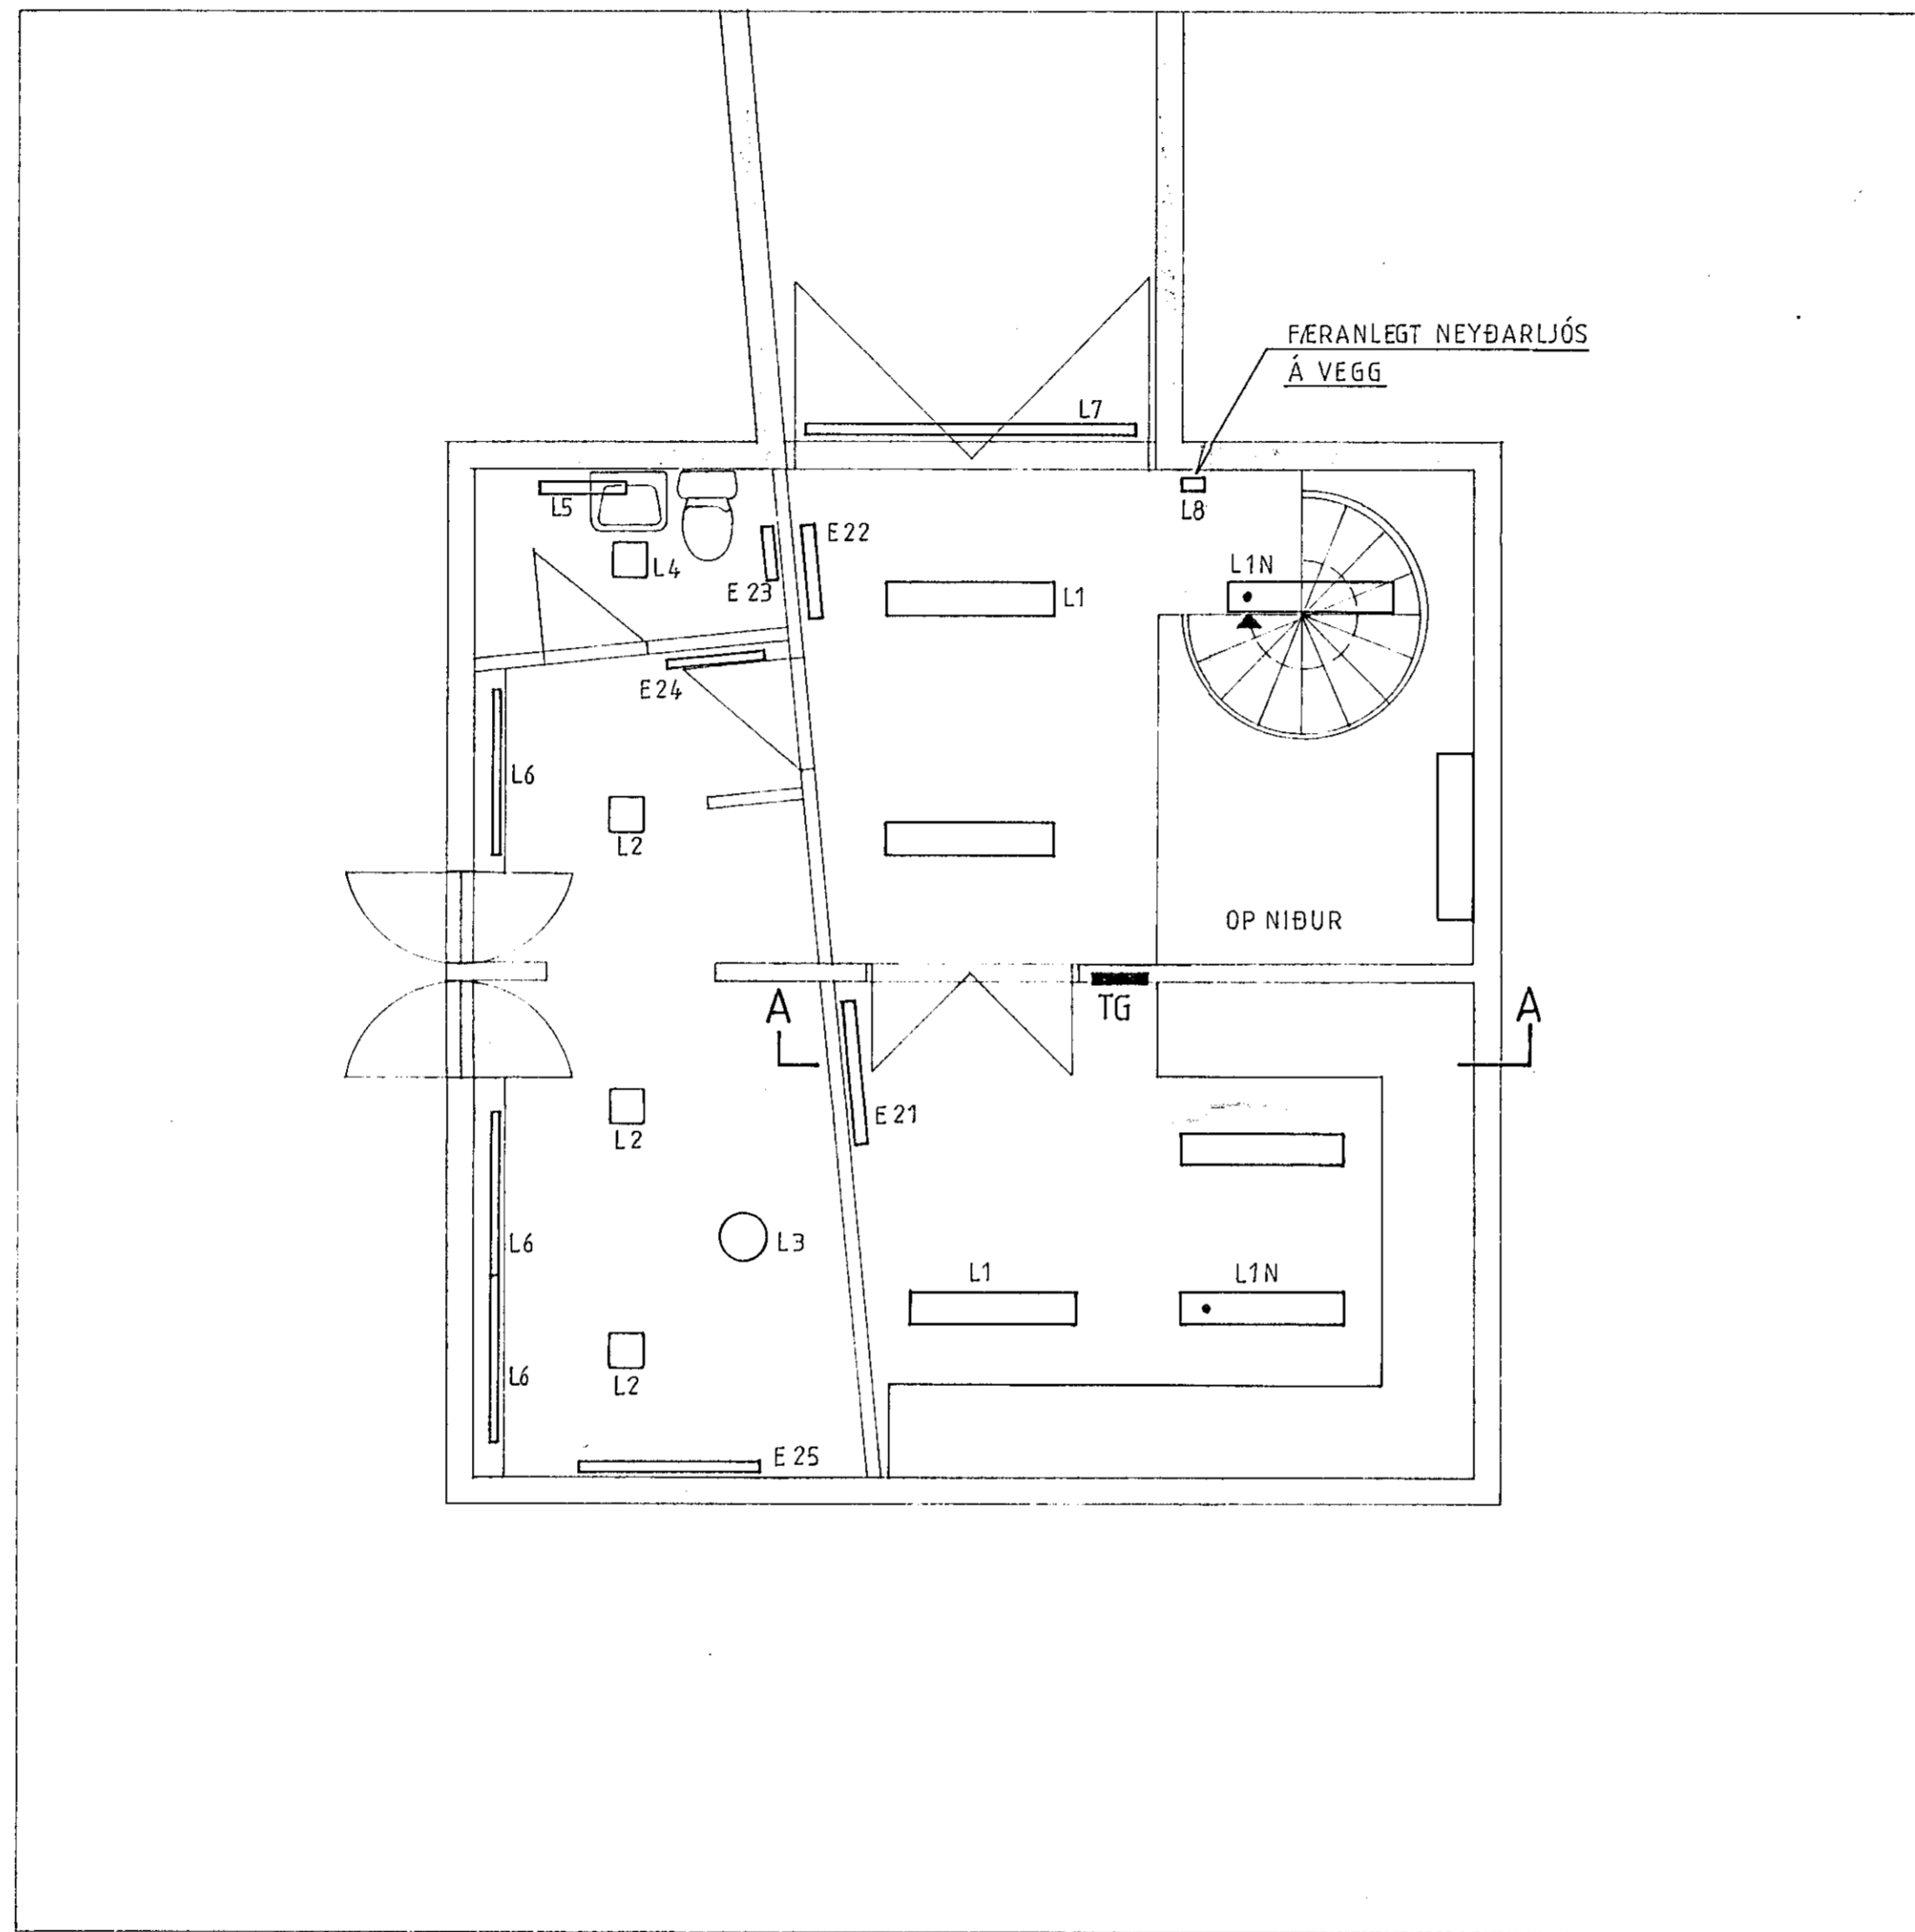 FÆRANLEGT NEYÐARLJÓS
Á VEGG
L7
L5
L8
E22
L4
L1N
E 23
L1
E24
L6
L2
OP NIÐUR
A
TG
A
E 21
L2
L6
L3
L1
L1N
L6
L2
E 25